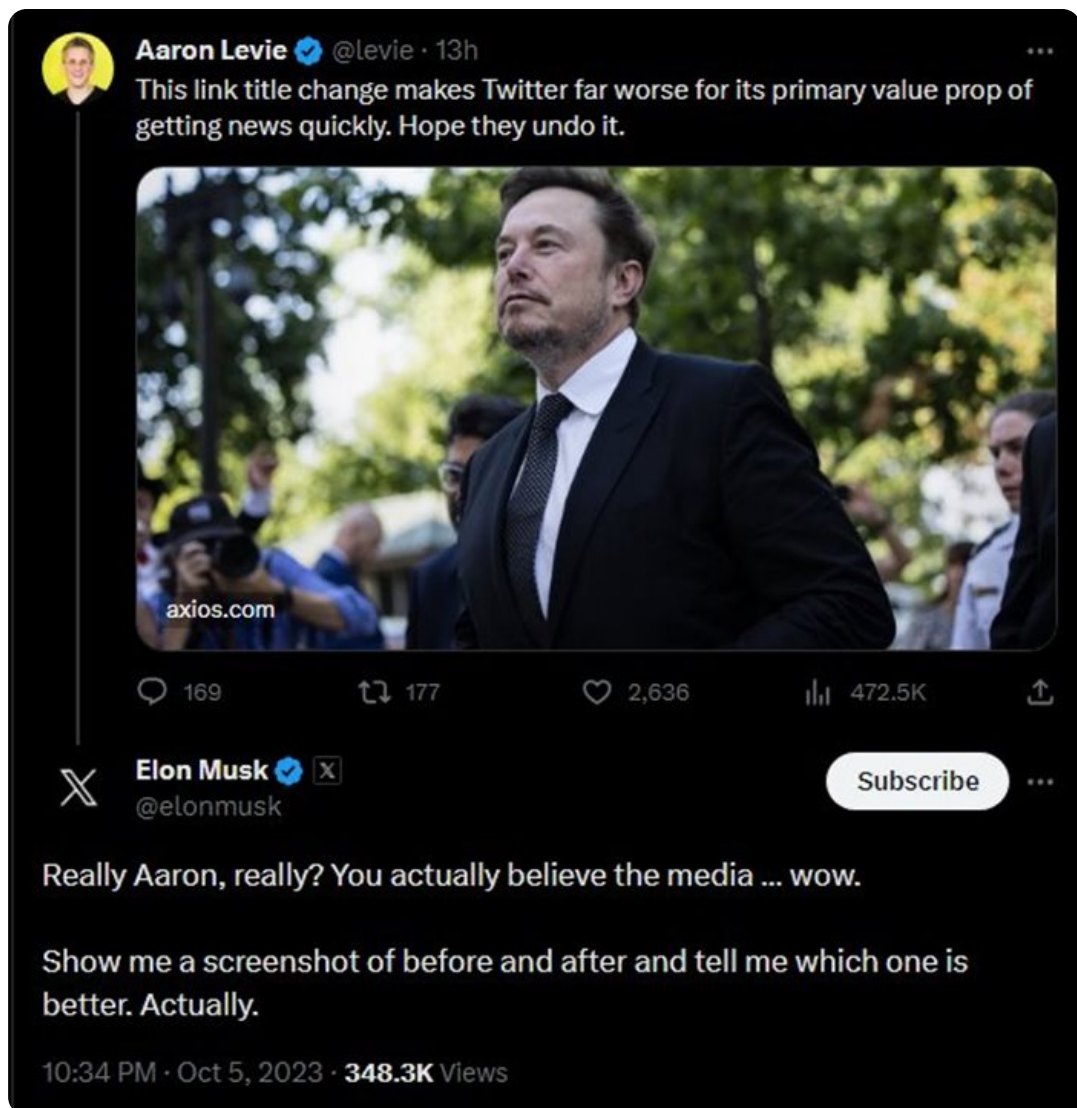 Aaron Levie @levie · 13h
This link title change makes Twitter far worse for its primary value prop of
getting news quickly. Hope they undo it.
axios.com
169 177 2,636 472.5K
Elon Musk
@elonmusk
Subscribe
Really Aaron, really? You actually believe the media ... wow.
Show me a screenshot of before and after and tell me which one is
better. Actually.
10:34 PM · Oct 5, 2023 · 348.3K Views